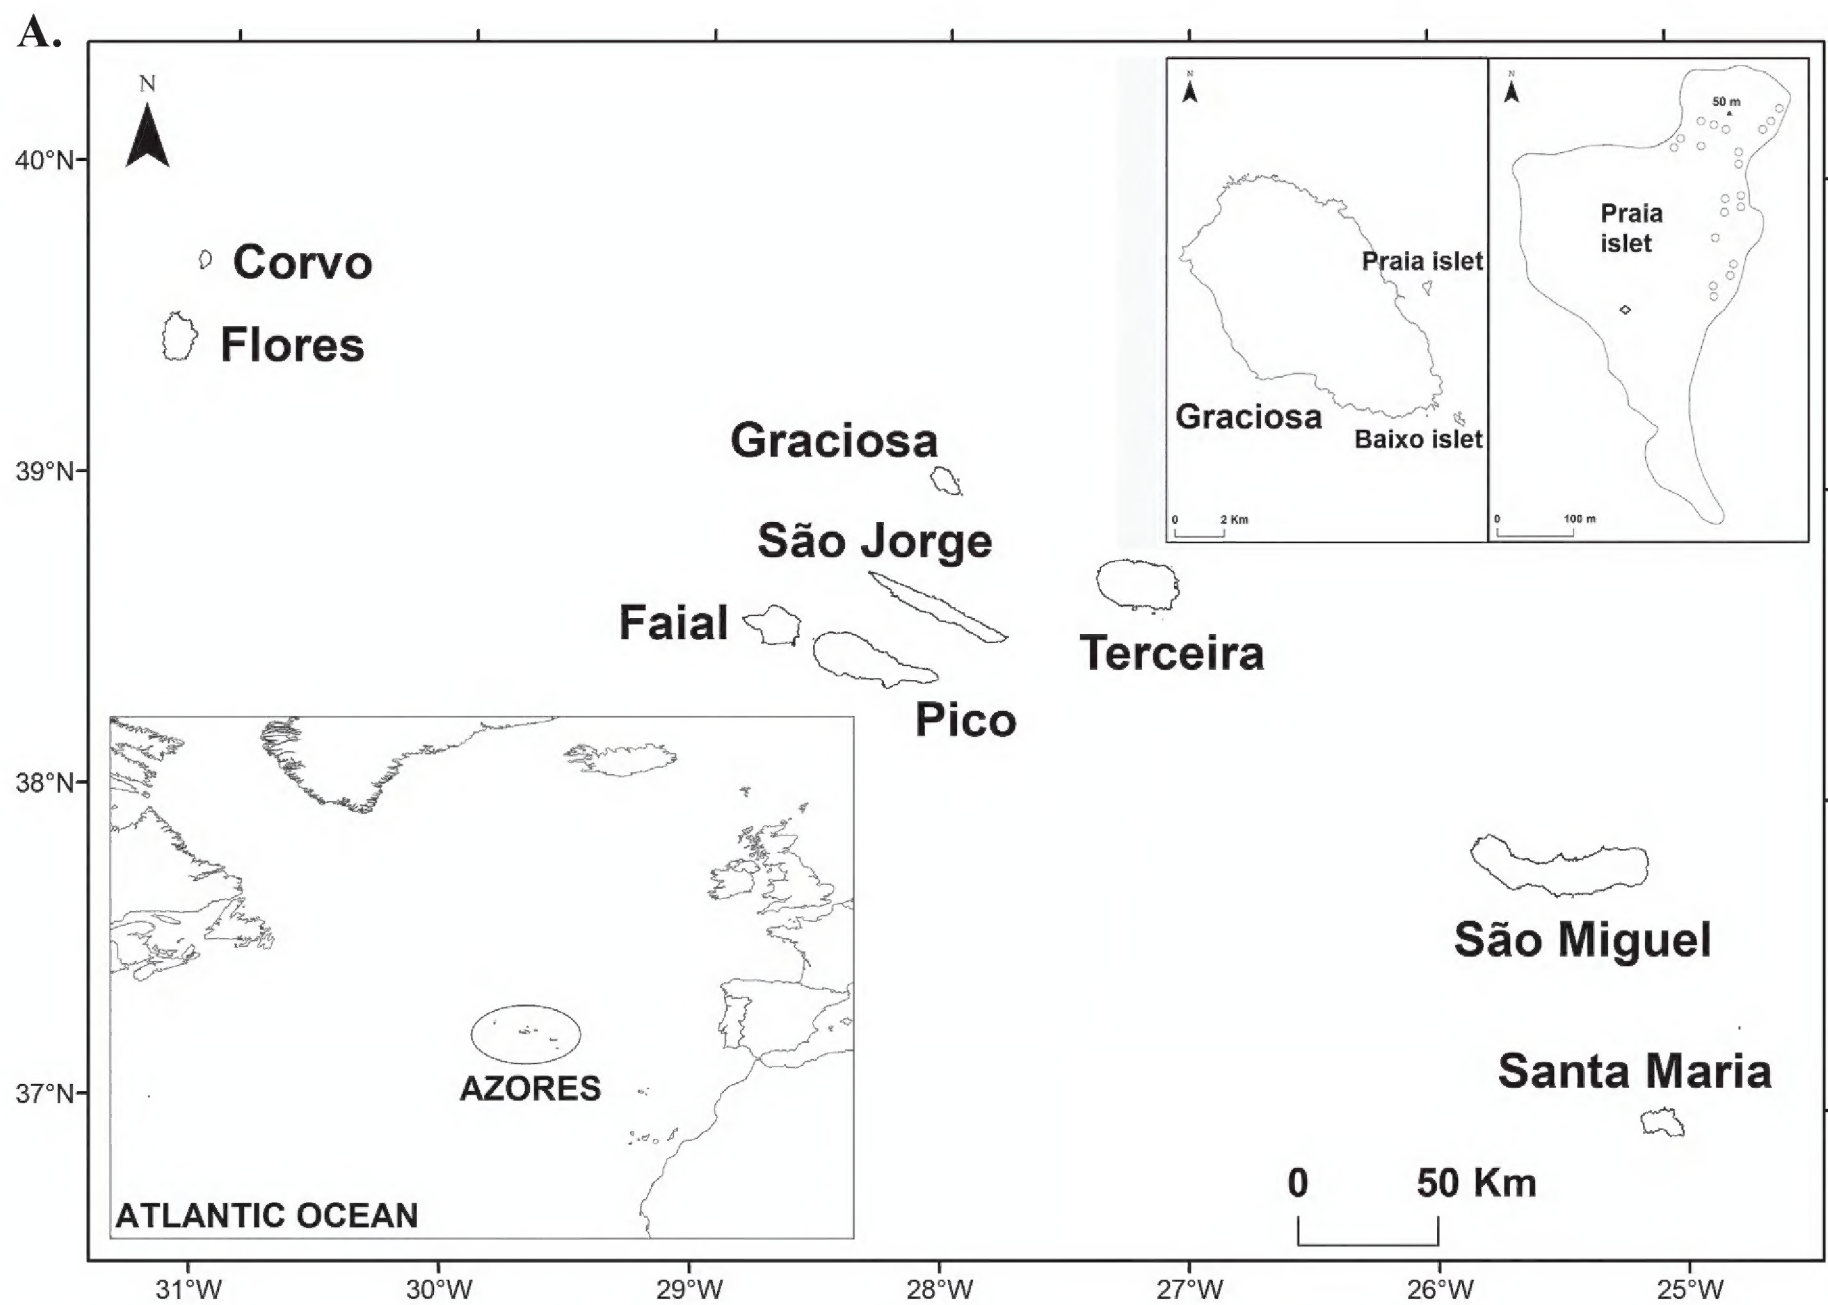 A.
N
40°N
39°N
38°N
37°N
Corvo
Flores
Graciosa
São Jorge
Faial
Pico
Terceira
São Miguel
Santa Maria
0 50 Km
31°W 30°W 29°W 28°W 27°W 26°W 25°W
N
Praia islet
Graciosa
Baixo islet
0 2 Km
N
50 m
Praia
islet
0 100 m
AZORES
ATLANTIC OCEAN